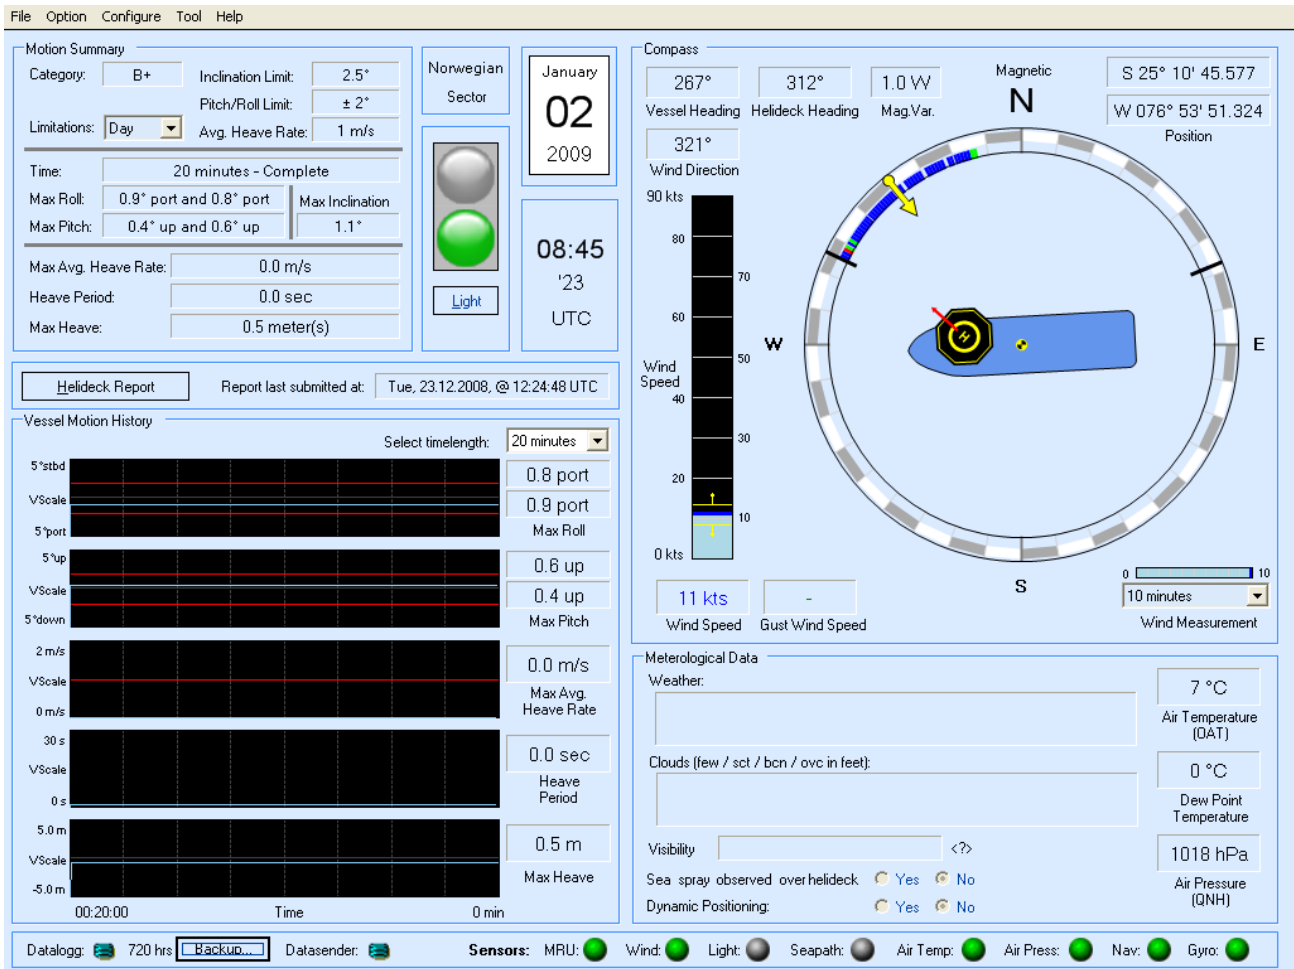 File Option Configure Tool Help
Motion Summary
Category: B+ Inclination Limit: 2.5°
Pitch/Roll Limit: ± 2°
Limitations: Day Avg. Heave Rate: 1 m/s
Time: 20 minutes - Complete
Max Roll: 0.9° port and 0.8° port Max Inclination
Max Pitch: 0.4° up and 0.6° up 1.1°
Max Avg. Heave Rate: 0.0 m/s
Heave Period: 0.0 sec
Max Heave: 0.5 meter(s)
Norwegian
Sector
Light
January
02
2009
08:45
'23
UTC
Helideck Report Report last submitted at: Tue, 23.12.2008, @ 12:24:48 UTC
Vessel Motion History
Select timelength: 20 minutes
5°stbd
VScale
5°port
0.8 port
0.9 port
Max Roll
5°up
VScale
5°down
0.6 up
0.4 up
Max Pitch
2 m/s
VScale
0 m/s
0.0 m/s
Max Avg.
Heave Rate
30 s
VScale
0 s
0.0 sec
Heave
Period
5.0 m
VScale
-5.0 m
0.5 m
Max Heave
00:20:00 Time 0 min
Compass
267° 312° 1.0 W
Vessel Heading Helideck Heading Mag.Var.
321°
Wind Direction
Magnetic
N
S 25° 10' 45.577
W 076° 53' 51.324
Position
90 kts
80
70
60
50
Wind
Speed
40
30
20
10
0 kts
W
E
H
S
11 kts -
Wind Speed Gust Wind Speed
0 10
10 minutes
Wind Measurement
Meterological Data
Weather:
Clouds (few / sct / bcn / ovc in feet):
Visibility <?>
Sea spray observed over helideck Yes No
Dynamic Positioning: Yes No
7 °C
Air Temperature
(OAT)
0 °C
Dew Point
Temperature
1018 hPa
Air Pressure
(QNH)
Datalogg: 720 hrs Backup... Datasender: Sensors: MRU: Wind: Light: Seapath: Air Temp: Air Press: Nav: Gyro: